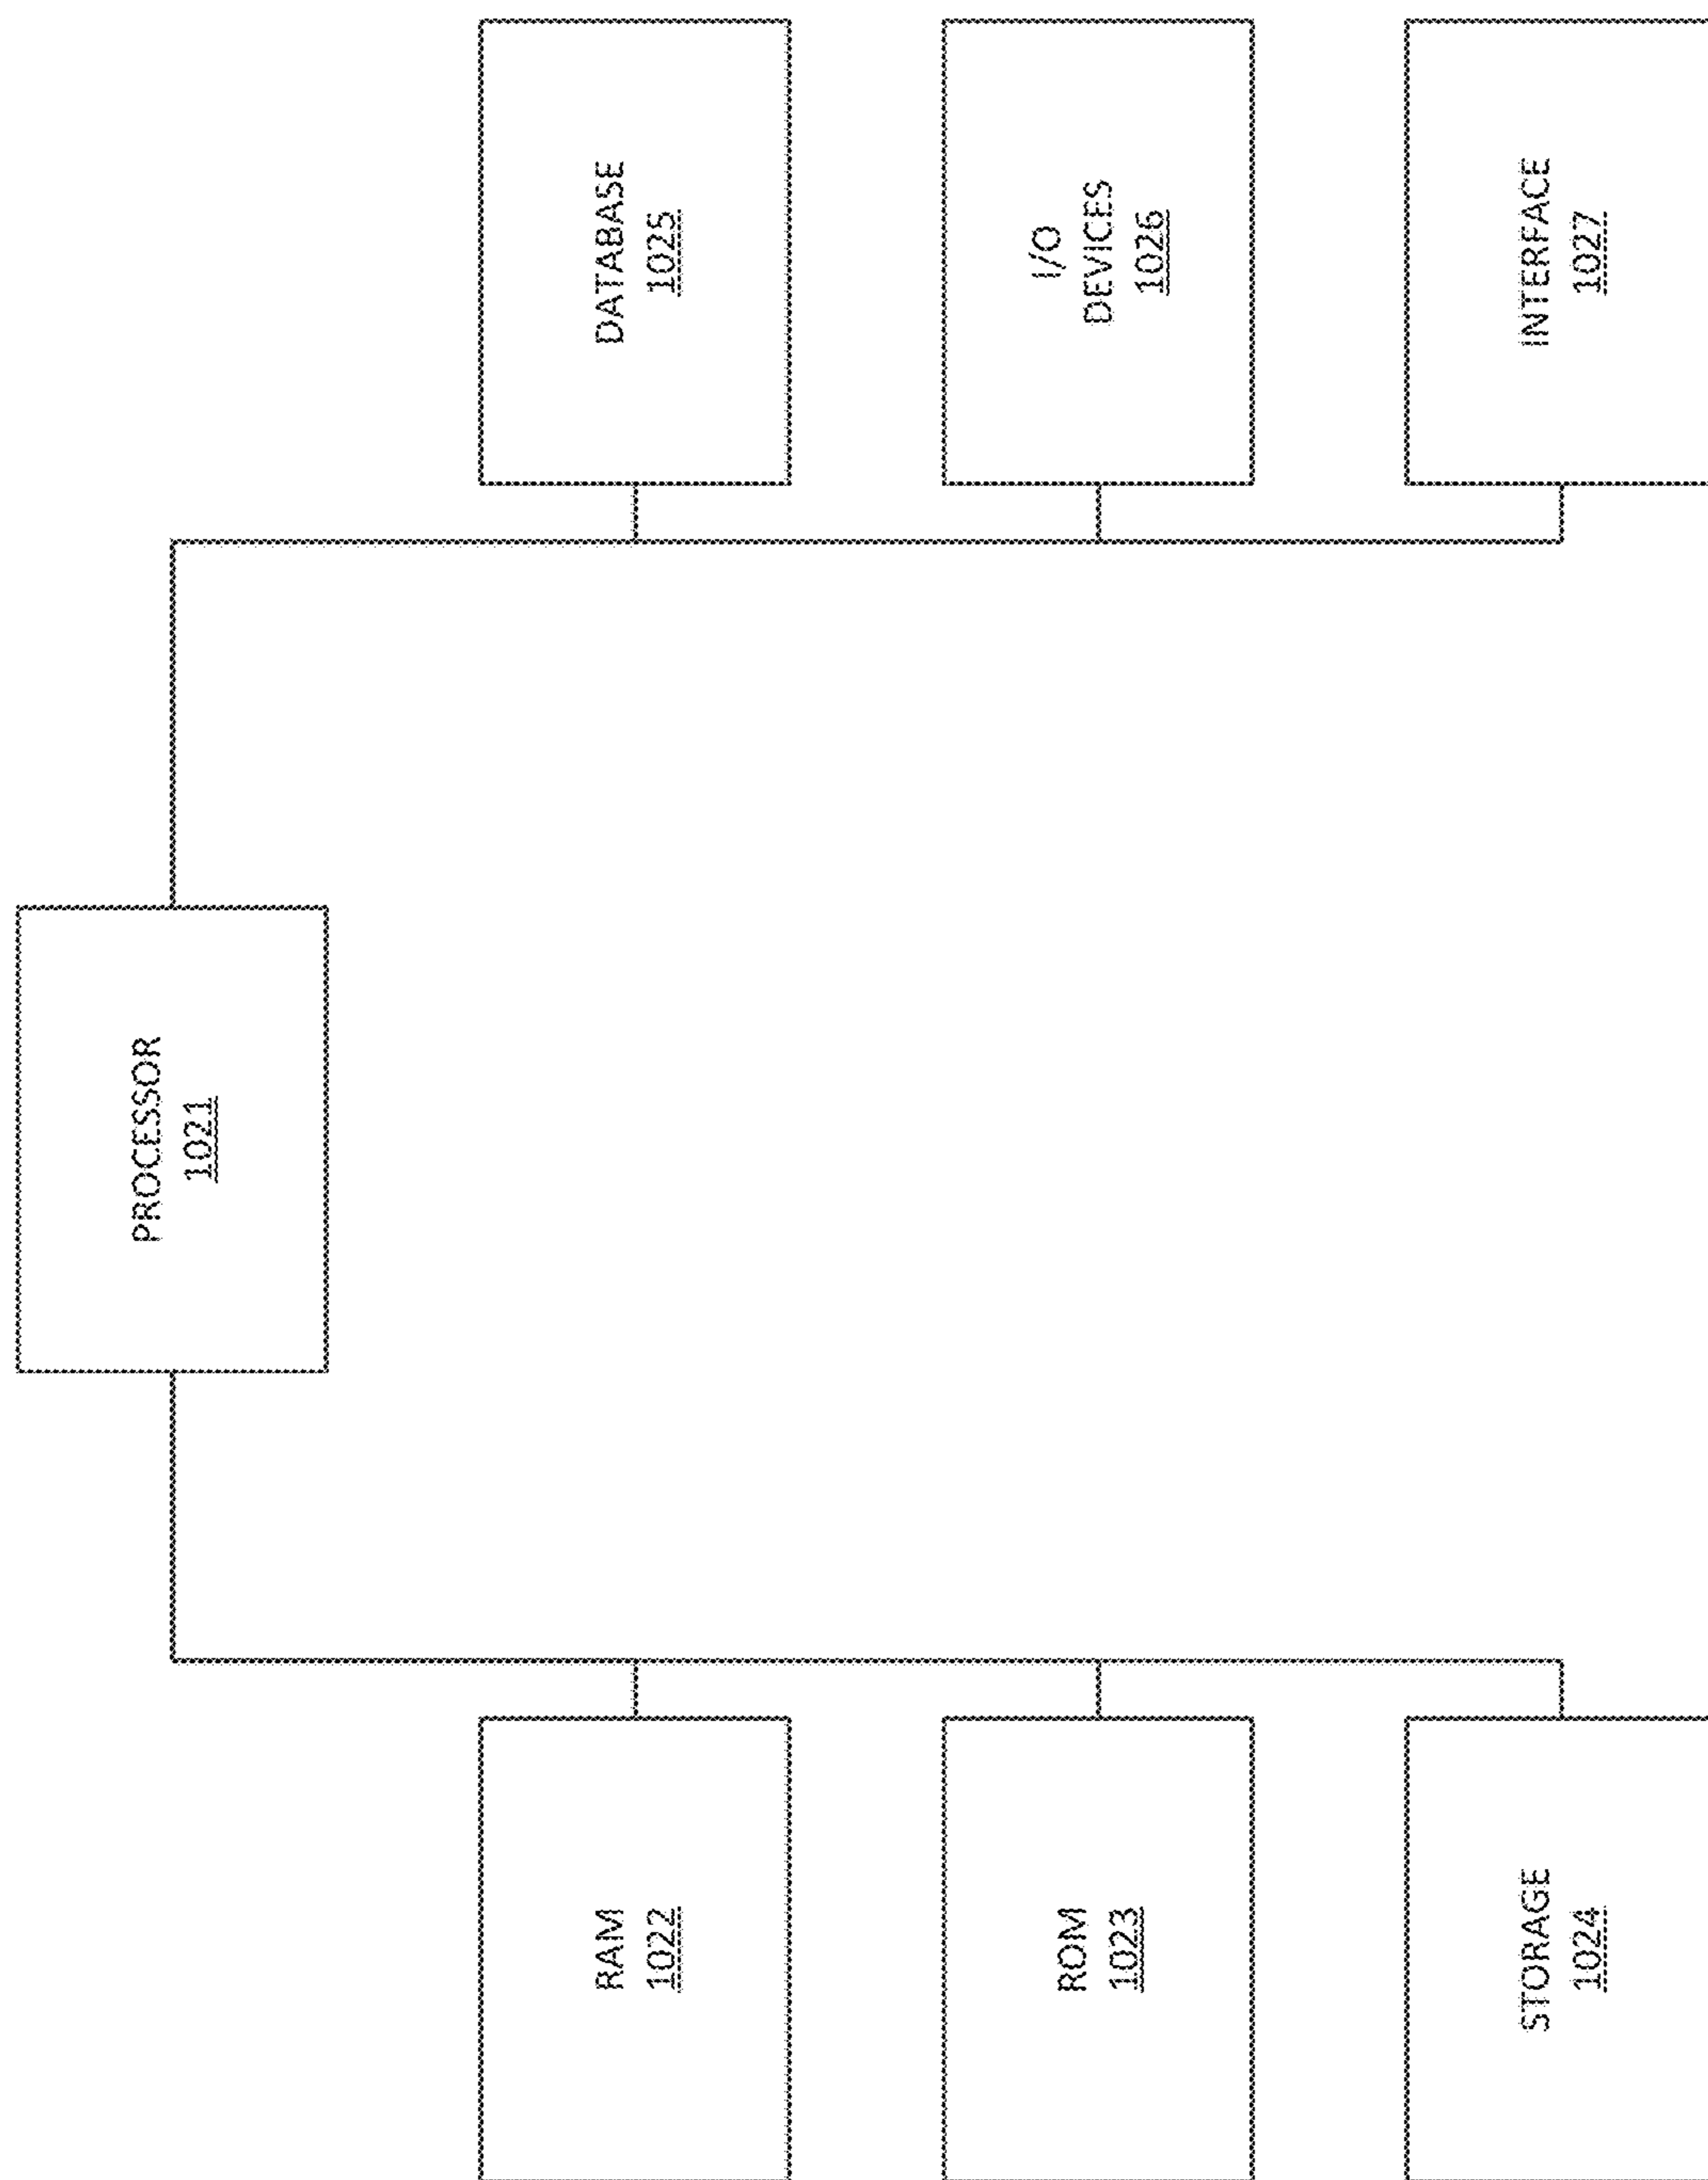 PROCESSOR
1021
RAM
1022
DATABASE
1025
ROM
1023
I/O
DEVICES
1026
STORAGE
1024
INTERFACE
1027